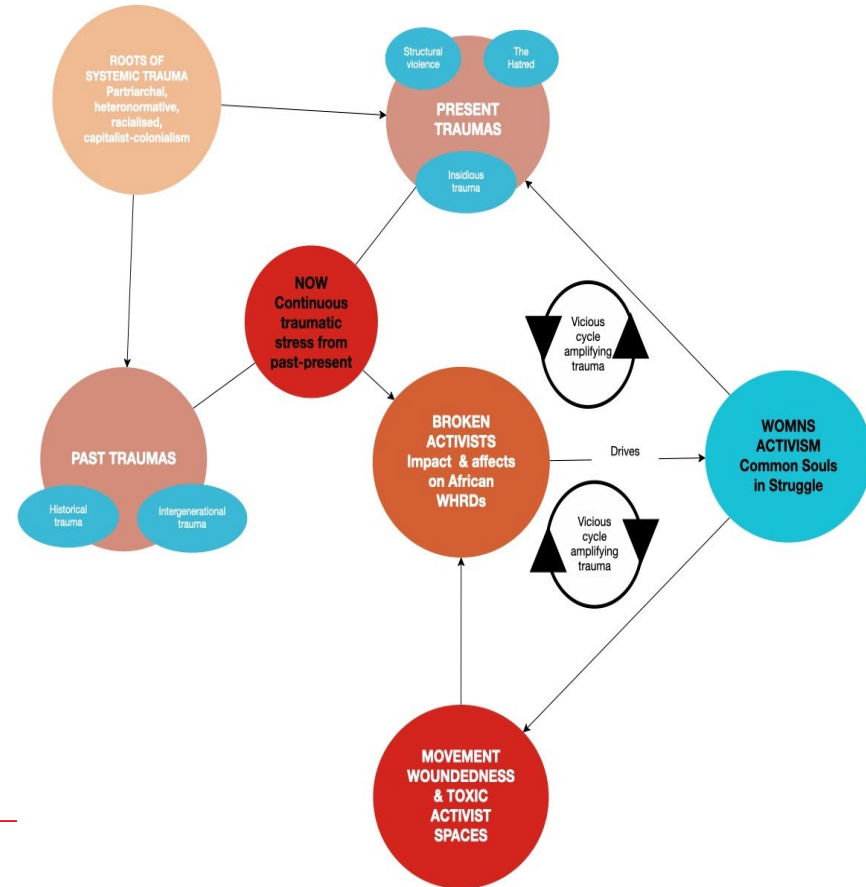 ROOTS OF
SYSTEMIC TRAUMA
Partriarchal,
heteronormative,
racialised,
capitalist-colonialism
Structural
violence
The
Hatred
PRESENT
TRAUMAS
Insidious
trauma
NOW
Continuous
traumatic
stress from
past-present
Vicious
cycle
amplifying
trauma
PAST TRAUMAS
Historical
trauma
Intergenerational
trauma
BROKEN
ACTIVISTS
Impact & affects
on African
WHRDs
Drives
WOMNS
ACTIVISM
Common Souls
in Struggle
Vicious
cycle
amplifying
trauma
MOVEMENT
WOUNDEDNESS
& TOXIC
ACTIVIST
SPACES